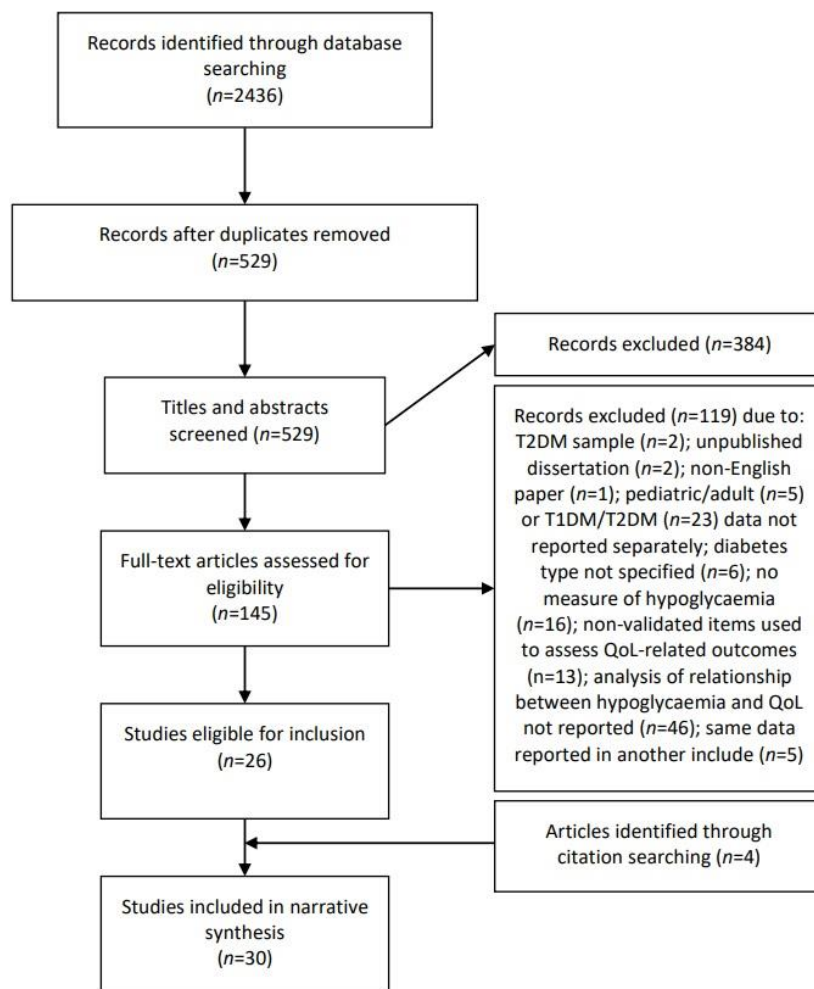 Records identified through database
searching
(n=2436)
Records after duplicates removed
(n=529)
Records excluded (n=384)
Titles and abstracts
screened (n=529)
Records excluded (n=119) due to:
T2DM sample (n=2); unpublished
dissertation (n=2); non-English
paper (n=1); pediatric/adult (n=5)
or T1DM/T2DM (n=23) data not
reported separately; diabetes
type not specified (n=6); no
measure of hypoglycaemia
(n=16); non-validated items used
to assess QoL-related outcomes
(n=13); analysis of relationship
between hypoglycaemia and QoL
not reported (n=46); same data
reported in another include (n=5)
Full-text articles assessed for
eligibility
(n=145)
Studies eligible for inclusion
(n=26)
Articles identified through
citation searching (n=4)
Studies included in narrative
synthesis
(n=30)